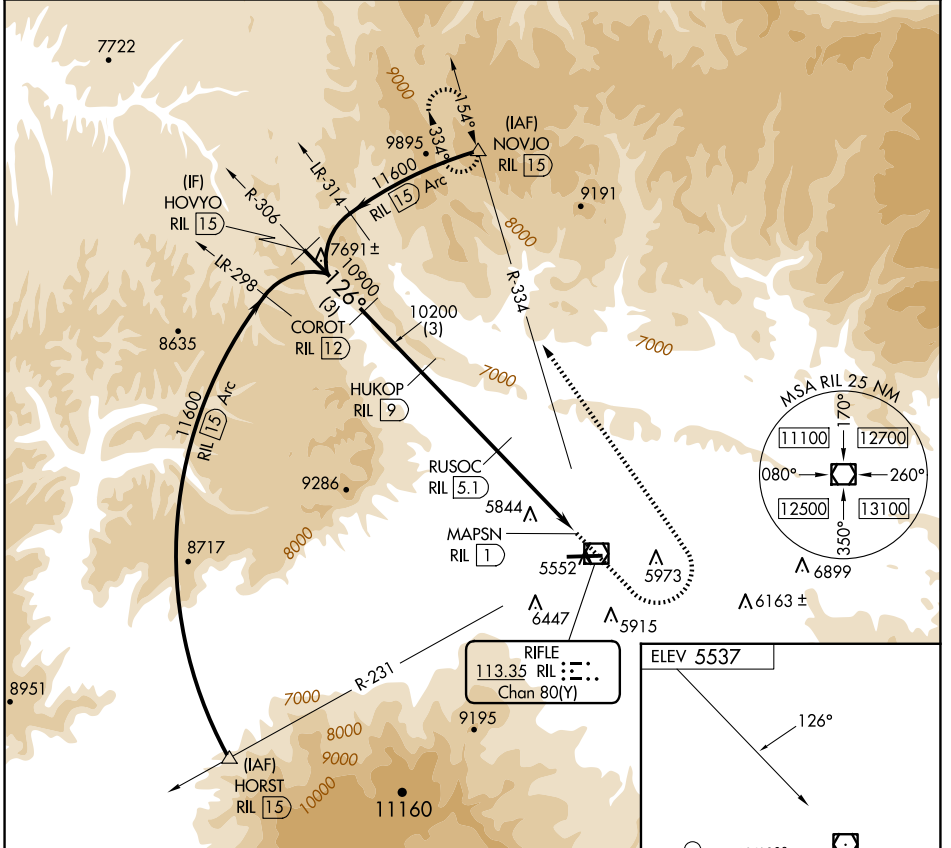 7722
9000
154°
334°
(IAF)
NOVJO
RIL 15
9895
11600
RIL 15 Arc
LR-314
9191
(IF)
HOVYO
RIL 15
R-306
8000
7691 ±
LR-298
10900
126°
(3)
R-334
COROT
RIL 12
10200
(3)
8635
7000
7000
HUKOP
RIL 9
11600
RIL 15 Arc
MSA RIL 25 NM
170°
11100
12700
080°
260°
12500
13100
350°
RUSOC
RIL 5.1
9286
5844
8000
MAPSN
RIL 1
8717
5552
5973
6899
6447
5915
6163 ±
RIFLE
113.35 RIL
Chan 80(Y)
ELEV 5537
R-231
8951
7000
8000
9000
10000
9195
126°
(IAF)
HORST
RIL 15
11160